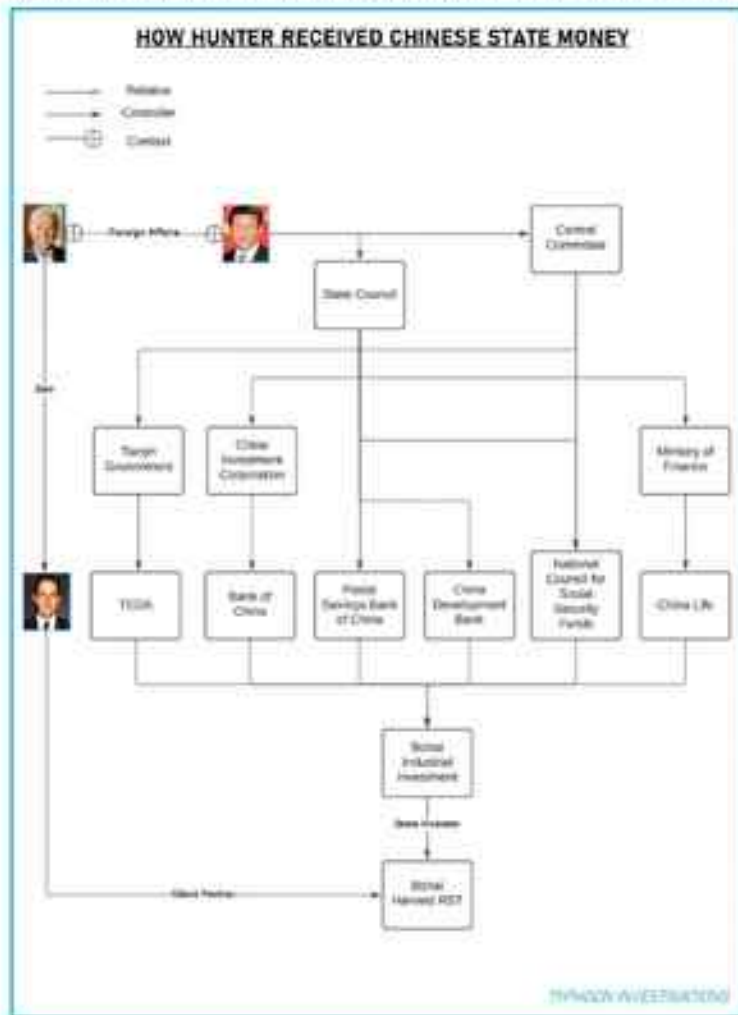 HOW HUNTER RECEIVED CHINESE STATE MONEY
Relative
Controller
Contact
Foreign Affairs
Central
Committee
State Council
Son
Tianjin
Government
China
Investment
Corporation
Ministry of
Finance
TEDA
Bank of
China
Postal
Savings Bank
of China
China
Development
Bank
National
Council for
Social
Security
Funds
China Life
Bohai
Industrial
Investment
Bohai
Harvest RST
TYPHOON INVESTIGATIONS